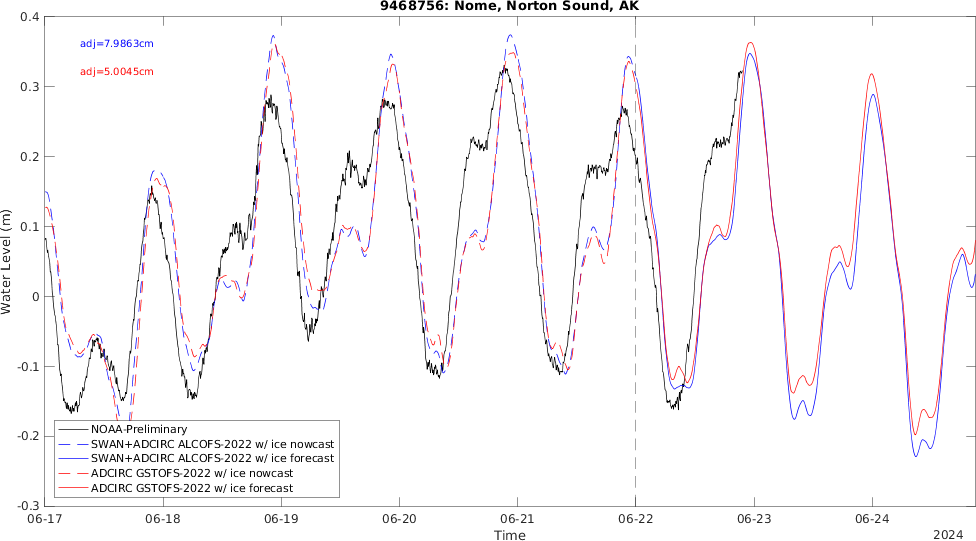 9468756: Nome, Norton Sound, AK
adj=7.9863cm
adj=5.0045cm
Water Level (m)
0.4
0.3
0.2
0.1
0
-0.1
-0.2
-0.3
NOAA-Preliminary
SWAN+ADCIRC ALCOFS-2022 w/ ice nowcast
SWAN+ADCIRC ALCOFS-2022 w/ ice forecast
ADCIRC GSTOFS-2022 w/ ice nowcast
ADCIRC GSTOFS-2022 w/ ice forecast
06-17 06-18 06-19 06-20 06-21 06-22 06-23 06-24
Time
2024